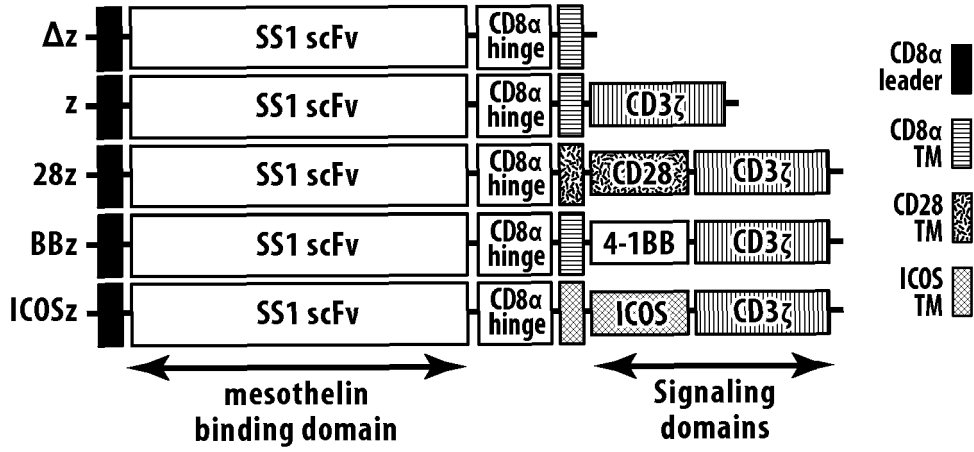 Δz
SS1 scFv
CD8α
hinge
z
SS1 scFv
CD8α
hinge
CD3ζ
28z
SS1 scFv
CD8α
hinge
CD28
CD3ζ
BBz
SS1 scFv
CD8α
hinge
4-1BB
CD3ζ
ICOSz
SS1 scFv
CD8α
hinge
ICOS
CD3ζ
mesothelin
binding domain
Signaling
domains
CD8α
leader
CD8α
TM
CD28
TM
ICOS
TM